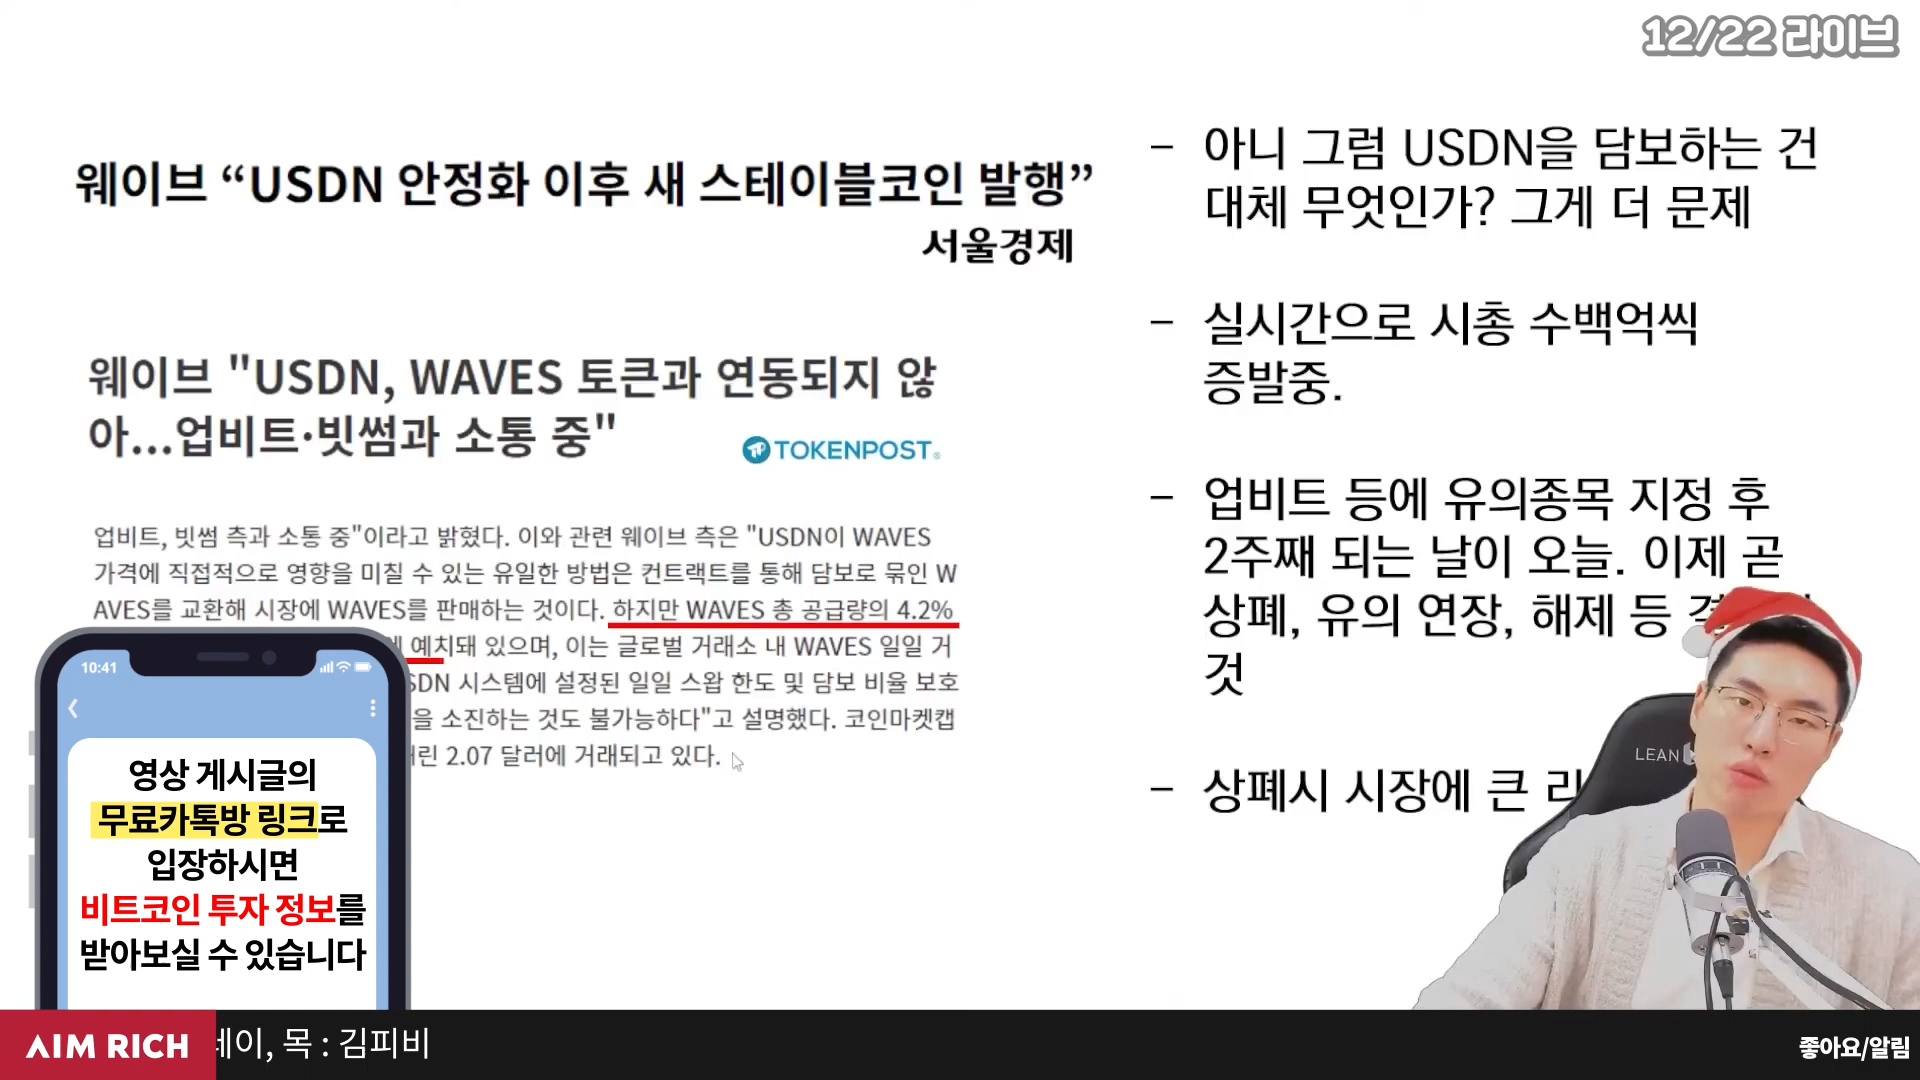 12/22 라이브
웨이브 “USDN 안정화 이후 새 스테이블코인 발행”
서울경제
웨이브 "USDN, WAVES 토큰과 연동되지 않
아...업비트·빗썸과 소통 중"
TOKENPOST
업비트, 빗썸 측과 소통 중"이라고 밝혔다. 이와 관련 웨이브 측은 "USDN이 WAVES
가격에 직접적으로 영향을 미칠 수 있는 유일한 방법은 컨트랙트를 통해 담보로 묶인 W
AVES를 교환해 시장에 WAVES를 판매하는 것이다. 하지만 WAVES 총 공급량의 4.2%
예치돼 있으며, 이는 글로벌 거래소 내 WAVES 일일 거
SDN 시스템에 설정된 일일 스왑 한도 및 담보 비율 보호
을 소진하는 것도 불가능하다"고 설명했다. 코인마켓캡
린 2.07 달러에 거래되고 있다.
- 아니 그럼 USDN을 담보하는 건
대체 무엇인가? 그게 더 문제
- 실시간으로 시총 수백억씩
증발중.
- 업비트 등에 유의종목 지정 후
2주째 되는 날이 오늘. 이제 곧
상폐, 유의 연장, 해제 등
것
- 상폐시 시장에 큰
LEAN
10:41
영상 게시글의
무료카톡방 링크로
입장하시면
비트코인 투자 정보를
받아보실 수 있습니다
AIM RICH
데이, 목 : 김피비
좋아요/알림